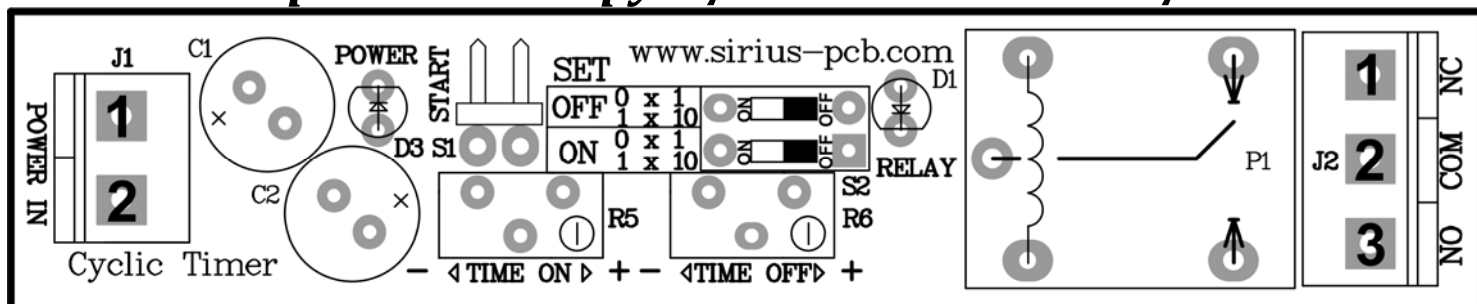 J1
POWER IN
1
2
Cyclic Timer
C1
C2
POWER
D3
START
S1
www.sirius-pcb.com
SET
OFF 0 x 1
1 x 10
ON 0 x 1
1 x 10
ON OFF
ON OFF
S2
D1
RELAY
R5
- TIME ON +
R6
- TIME OFF +
P1
J2
1 NC
2 COM
3 NO